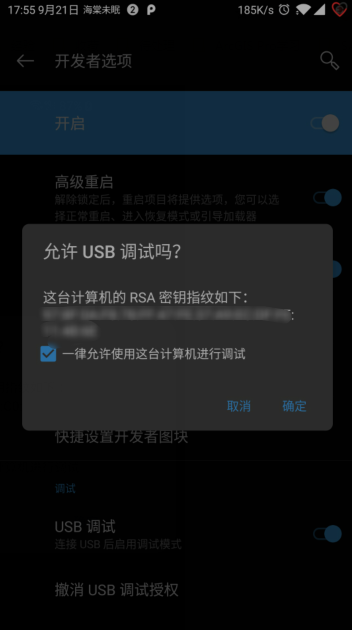 17:55 9月21日 海棠未眠 2 P 185K/s
开发者选项
开启
高级重启
解除锁定后，重启项目将提供选项，您可以选
择正常重启、进入恢复模式或引导加载器
允许 USB 调试吗？
这台计算机的 RSA 密钥指纹如下：
一律允许使用这台计算机进行调试
取消 确定
快捷设置开发者图块
调试
USB 调试
连接 USB 后启用调试模式
撤消 USB 调试授权